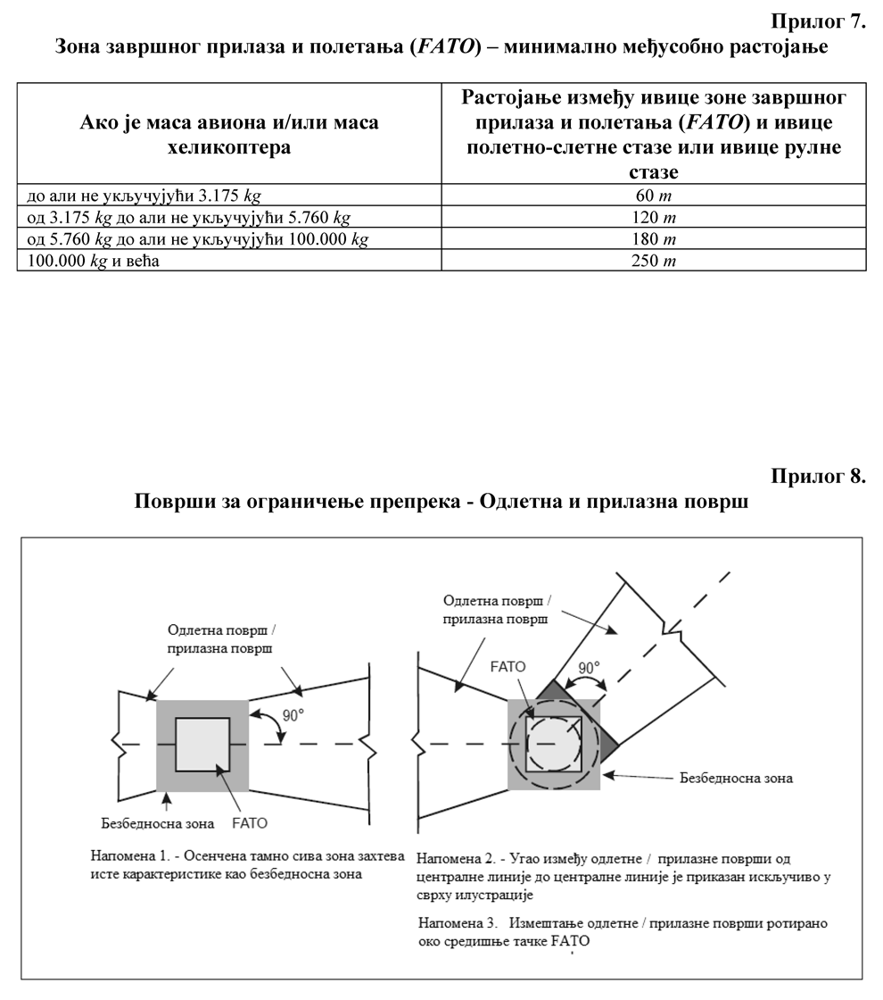 Прилог 7.
Зона завршног прилаза и полетања (FATO) – минимално међусобно растојање
Ако је маса авиона и/или маса
хеликоптера
Растојање између ивице зоне завршног
прилаза и полетања (FATO) и ивице
полетно-слетне стазе или ивице рулне
стазе
до али не укључујући 3.175 kg
60 m
од 3.175 kg до али не укључујући 5.760 kg
120 m
од 5.760 kg до али не укључујући 100.000 kg
180 m
100.000 kg и већа
250 m
Прилог 8.
Површи за ограничење препрека - Одлетна и прилазна површ
Одлетна површ /
прилазна површ
90°
Безбедносна зона
FATO
Напомена 1. - Осенчена тамно сива зона захтева
исте карактеристике као безбедносна зона
Одлетна површ /
прилазна површ
FATO
90°
Безбедносна зона
Напомена 2. - Угао између одлетне / прилазне површи од
централне линије до централне линије је приказан искључиво у
сврху илустрације
Напомена 3. Измештање одлетне / прилазне површи ротирано
око средишње тачке FATO